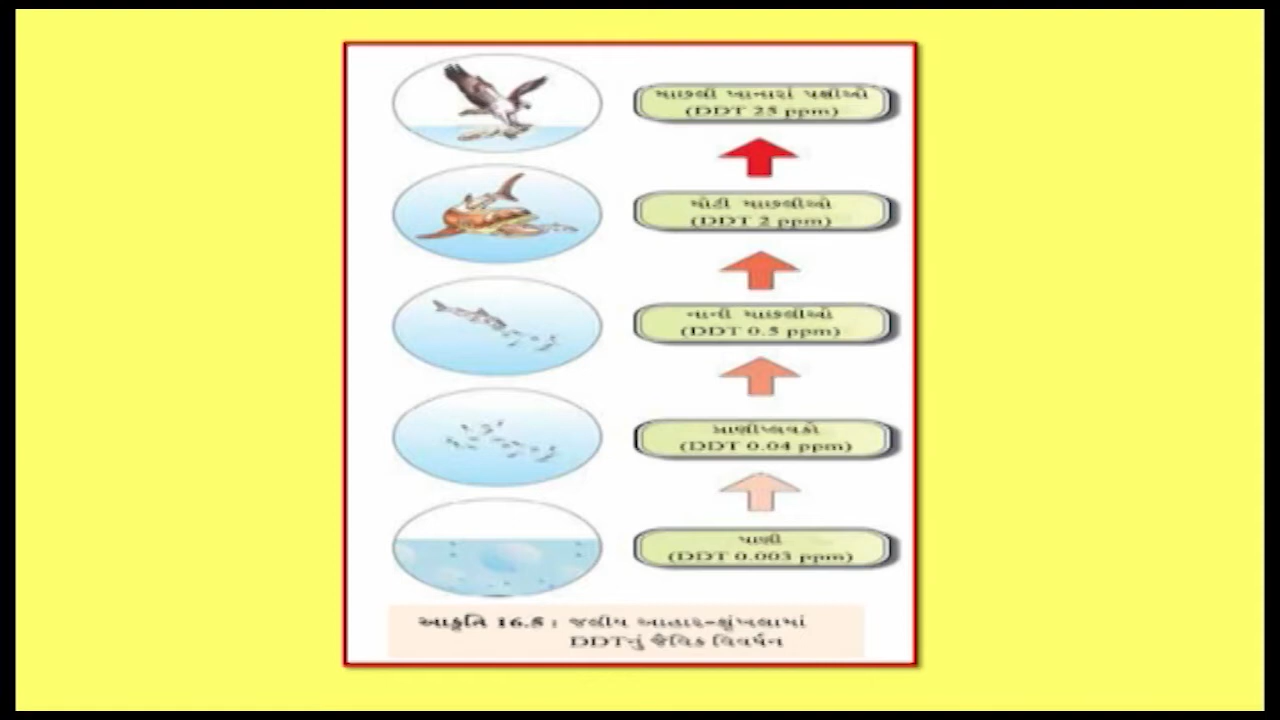 માછલી ખાનારાં પક્ષીઓ
(DDT 25 ppm)
મોટી માછલીઓ
(DDT 2 ppm)
નાની માછલીઓ
(DDT 0.5 ppm)
પ્રાણીપ્લવકો
(DDT 0.04 ppm)
પાણી
(DDT 0.003 ppm)
આકૃતિ 16.5 : જલીય આહાર-શૃંખલામાં
DDTનું જૈવિક વિવર્ધન